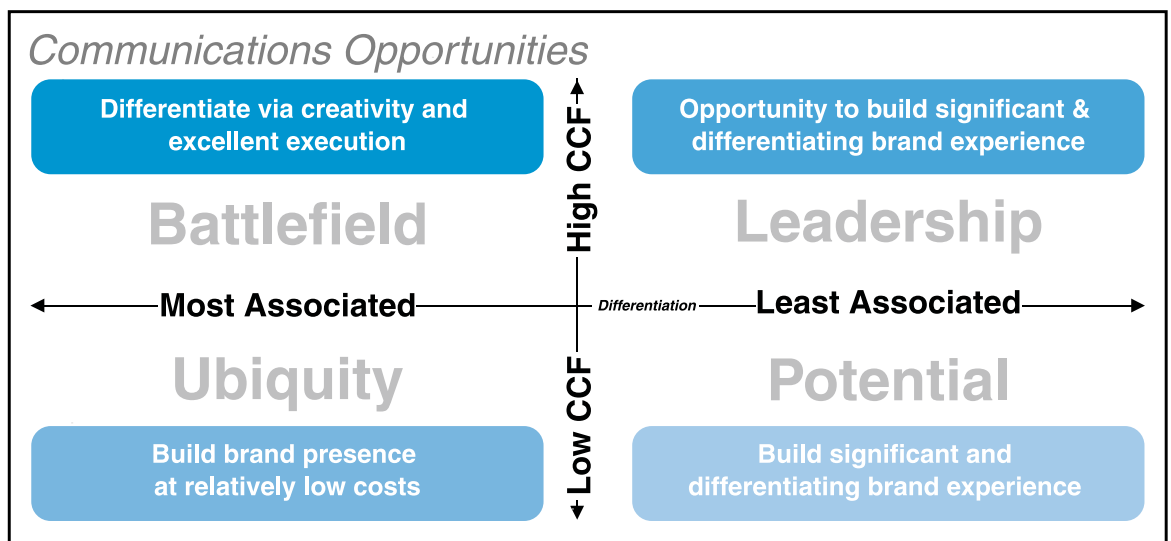 Communications Opportunities
Differentiate via creativity and
excellent execution
Opportunity to build significant &
differentiating brand experience
High CCF
Battlefield
Leadership
Most Associated
Differentiation
Least Associated
Ubiquity
Potential
Low CCF
Build brand presence
at relatively low costs
Build significant and
differentiating brand experience